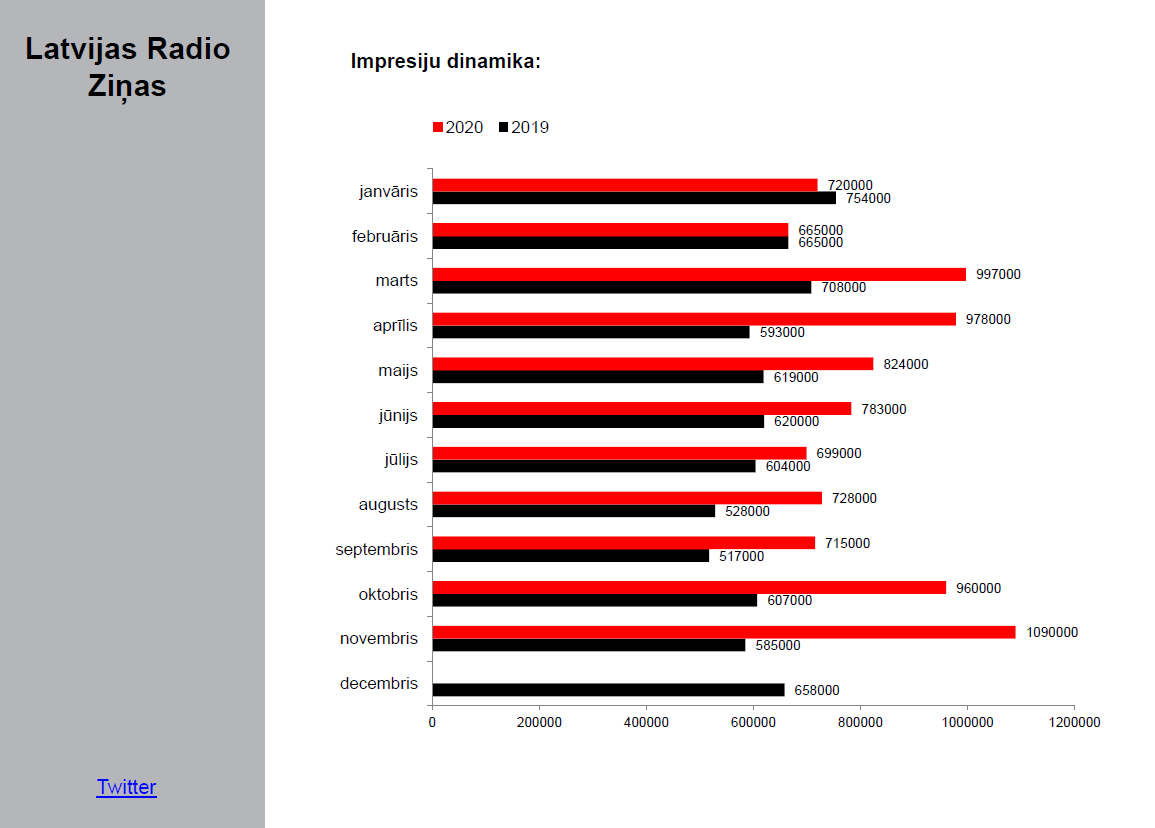 Latvijas Radio
Ziņas
Impresiju dinamika:
2020 2019
janvāris 720000
754000
februāris 665000
665000
marts 997000
708000
aprīlis 978000
593000
maijs 824000
619000
jūnijs 783000
620000
jūlijs 699000
604000
augusts 728000
528000
septembris 715000
517000
oktobris 960000
607000
novembris 1090000
585000
decembris 658000
0 200000 400000 600000 800000 1000000 1200000
Twitter